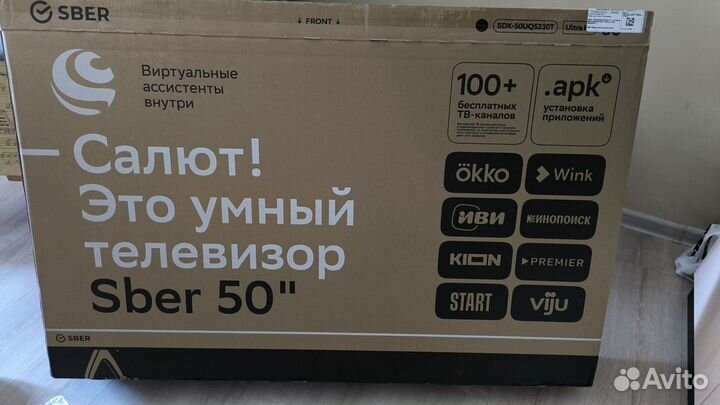 SBER
↓ FRONT ↓
SDX-50UQS230T
Ultra
Виртуальные
ассистенты
внутри
100+
бесплатных
ТВ-каналов
.apk
установка
приложений
Салют!
Это умный
телевизор
Sber 50"
okko
Wink
иви
КИНОПОИСК
KION
PREMIER
START
viju
SBER
Avito